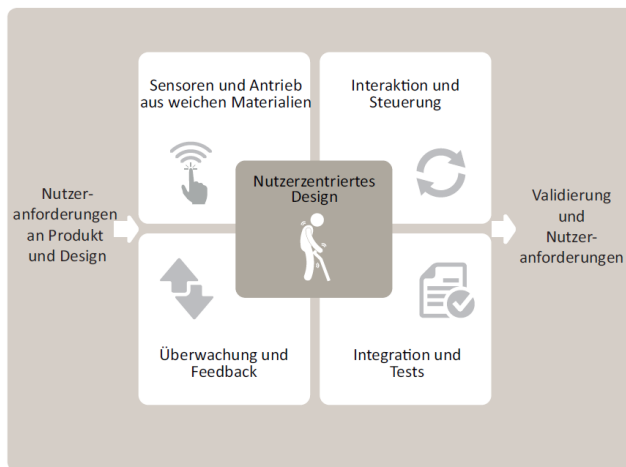 Nutzer-
anforderungen
an Produkt
und Design
Sensoren und Antrieb
aus weichen Materialien
Interaktion und
Steuerung
Nutzerzentriertes
Design
Überwachung und
Feedback
Integration und
Tests
Validierung
und
Nutzer-
anforderungen